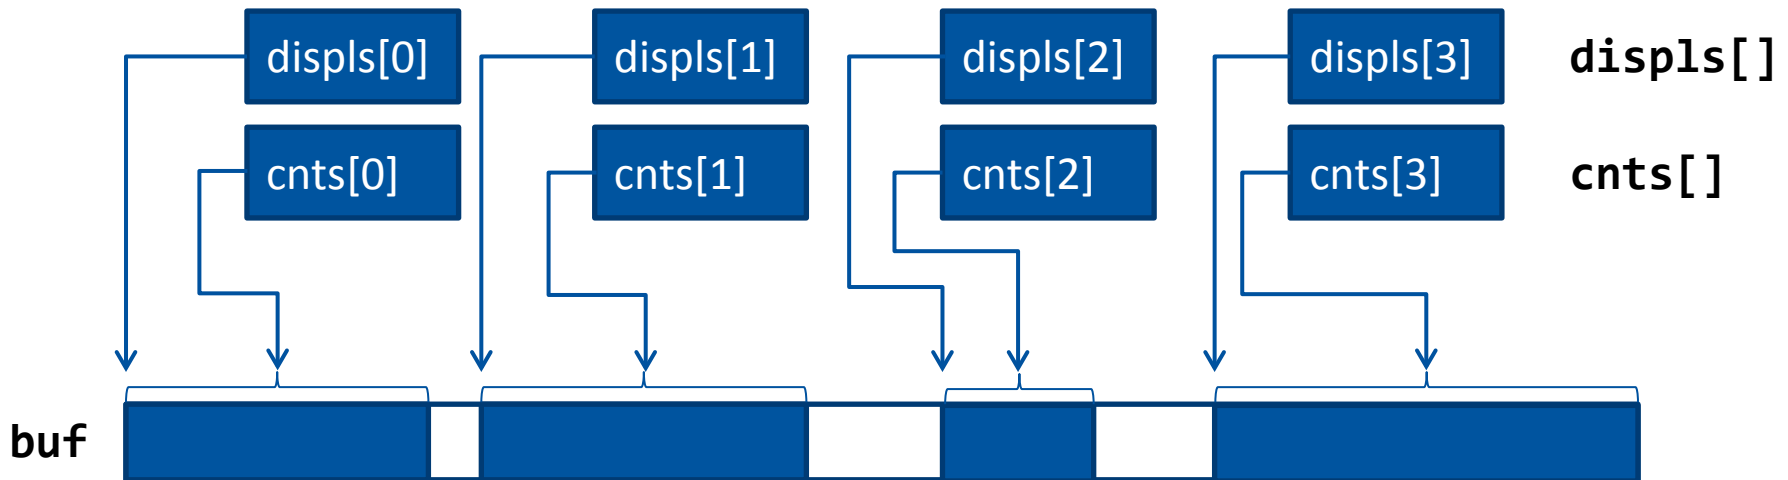 displs[0] displs[1] displs[2] displs[3] displs[]
cnts[0] cnts[1] cnts[2] cnts[3] cnts[]
buf